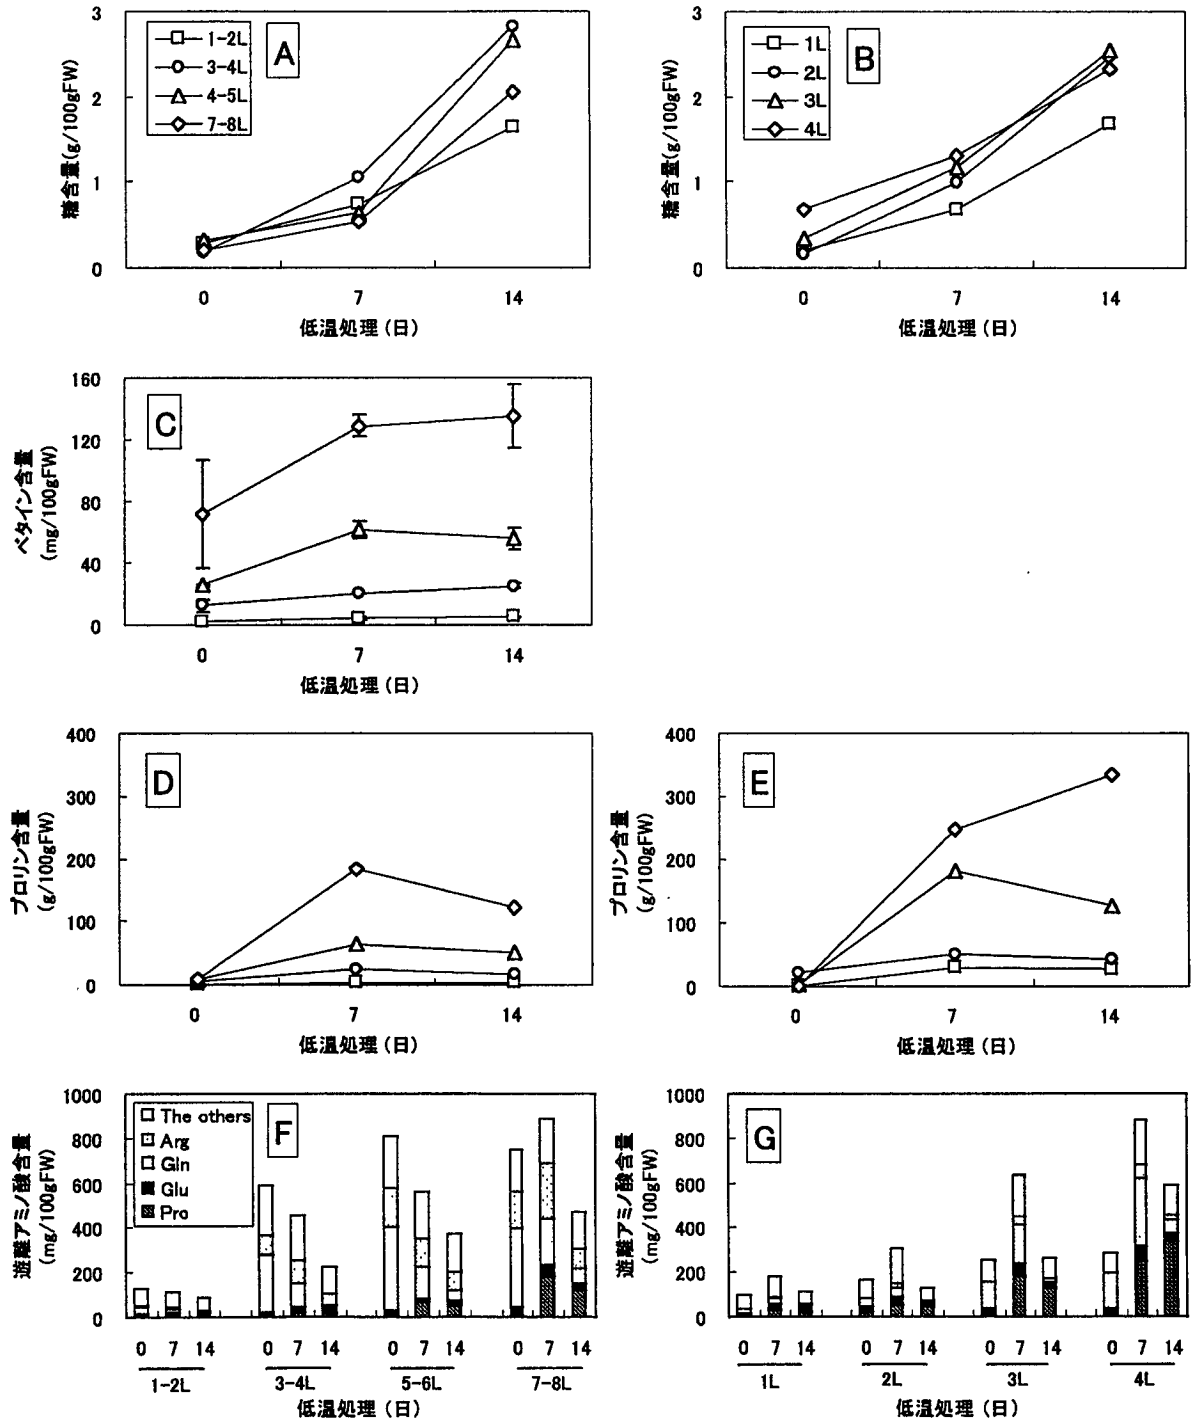 3
2
1
0
糖含量(g/100gFW)
1-2L
3-4L
4-5L
7-8L
A
0 7 14
低温処理(日)
3
2
1
0
糖含量(g/100gFW)
1L
2L
3L
4L
B
0 7 14
低温処理(日)
160
120
80
40
0
ベタイン含量
(mg/100gFW)
C
0 7 14
低温処理(日)
400
300
200
100
0
プロリン含量
(g/100gFW)
D
0 7 14
低温処理(日)
400
300
200
100
0
プロリン含量
(g/100gFW)
E
0 7 14
低温処理(日)
1000
800
600
400
200
0
遊離アミノ酸含量
(mg/100gFW)
The others
Arg
Gln
Glu
Pro
F
0 7 14 0 7 14 0 7 14 0 7 14
1-2L 3-4L 5-6L 7-8L
低温処理(日)
1000
800
600
400
200
0
遊離アミノ酸含量
(mg/100gFW)
G
0 7 14 0 7 14 0 7 14 0 7 14
1L 2L 3L 4L
低温処理(日)